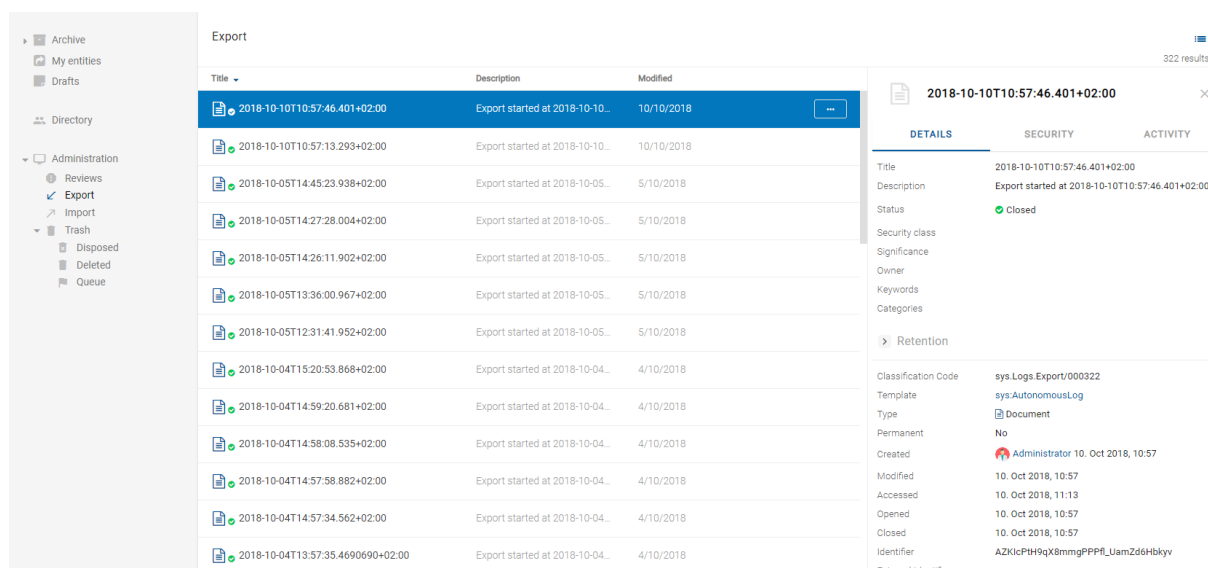 Archive
My entities
Drafts
Directory
Administration
Reviews
Export
Import
Trash
Disposed
Deleted
Queue
Export
322 results
Title Description Modified
2018-10-10T10:57:46.401+02:00 Export started at 2018-10-10... 10/10/2018 ...
2018-10-10T10:57:13.293+02:00 Export started at 2018-10-10... 10/10/2018
2018-10-05T14:45:23.938+02:00 Export started at 2018-10-05... 5/10/2018
2018-10-05T14:27:28.004+02:00 Export started at 2018-10-05... 5/10/2018
2018-10-05T14:26:11.902+02:00 Export started at 2018-10-05... 5/10/2018
2018-10-05T13:36:00.967+02:00 Export started at 2018-10-05... 5/10/2018
2018-10-05T12:31:41.952+02:00 Export started at 2018-10-05... 5/10/2018
2018-10-04T15:20:53.868+02:00 Export started at 2018-10-04... 4/10/2018
2018-10-04T14:59:20.681+02:00 Export started at 2018-10-04... 4/10/2018
2018-10-04T14:58:08.535+02:00 Export started at 2018-10-04... 4/10/2018
2018-10-04T14:57:58.882+02:00 Export started at 2018-10-04... 4/10/2018
2018-10-04T14:57:34.562+02:00 Export started at 2018-10-04... 4/10/2018
2018-10-04T13:57:35.4690690+02:00 Export started at 2018-10-04... 4/10/2018
2018-10-10T10:57:46.401+02:00
DETAILS SECURITY ACTIVITY
Title 2018-10-10T10:57:46.401+02:00
Description Export started at 2018-10-10T10:57:46.401+02:00
Status Closed
Security class
Significance
Owner
Keywords
Categories
Retention
Classification Code sys.Logs.Export/000322
Template sys:AutonomousLog
Type Document
Permanent No
Created Administrator 10. Oct 2018, 10:57
Modified 10. Oct 2018, 10:57
Accessed 10. Oct 2018, 11:13
Opened 10. Oct 2018, 10:57
Closed 10. Oct 2018, 10:57
Identifier AZKIcPtH9qX8mmgPPPfl_UamZd6Hbkyv